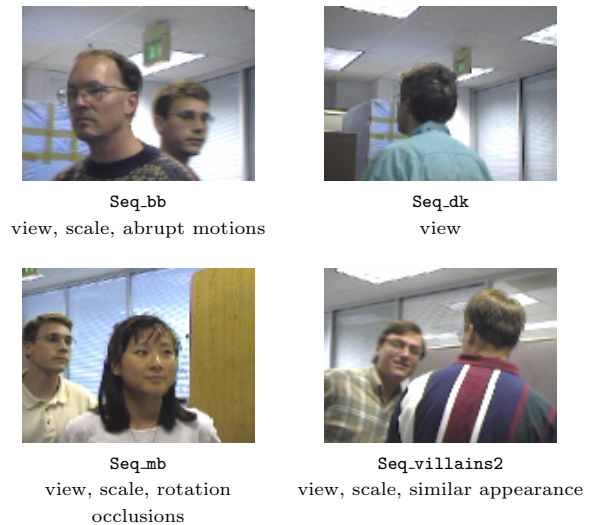 Seq_bb
view, scale, abrupt motions
Seq_dk
view
Seq_mb
view, scale, rotation
occlusions
Seq_villains2
view, scale, similar appearance